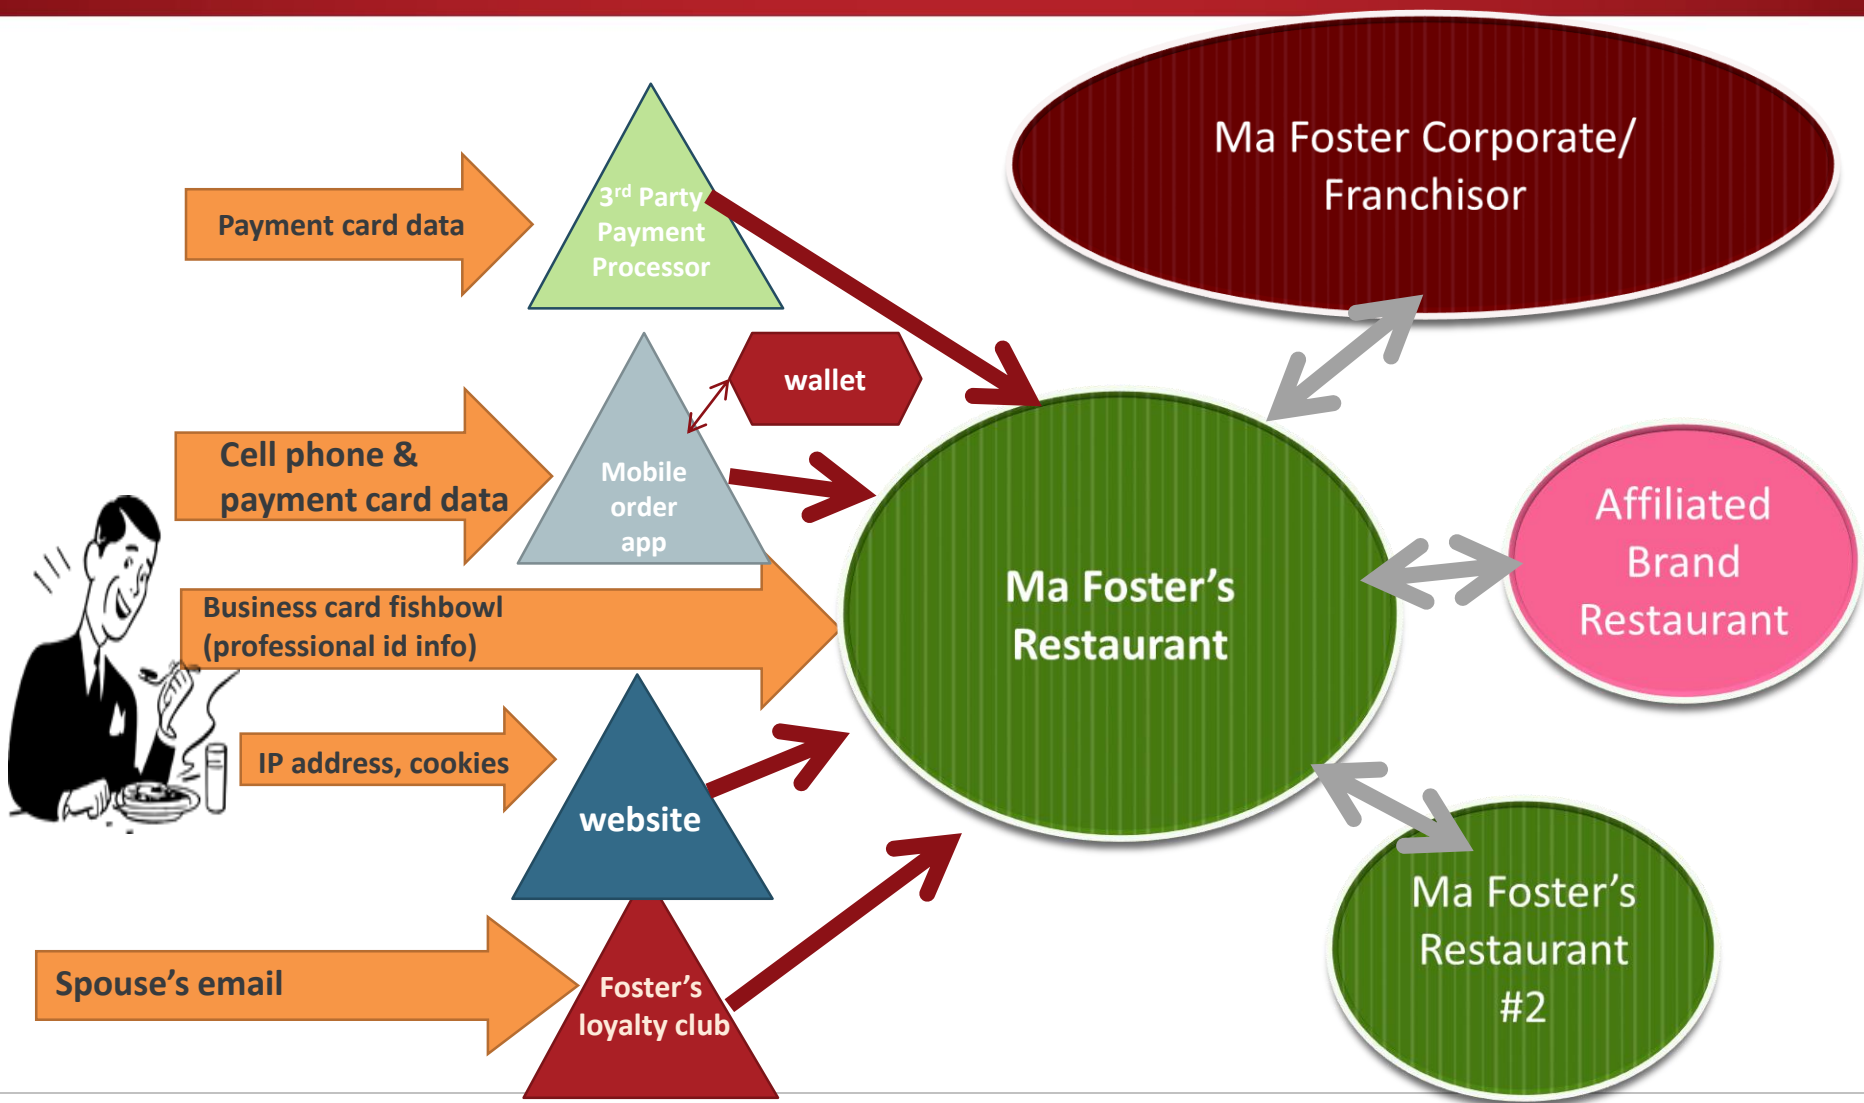 Ma Foster Corporate/
Franchisor
Payment card data
3rd Party
Payment
Processor
wallet
Cell phone &
payment card data
Mobile
order
app
Affiliated
Brand
Restaurant
Business card fishbowl
(professional id info)
Ma Foster’s
Restaurant
IP address, cookies
website
Ma Foster’s
Restaurant
#2
Spouse’s email
Foster’s
loyalty club